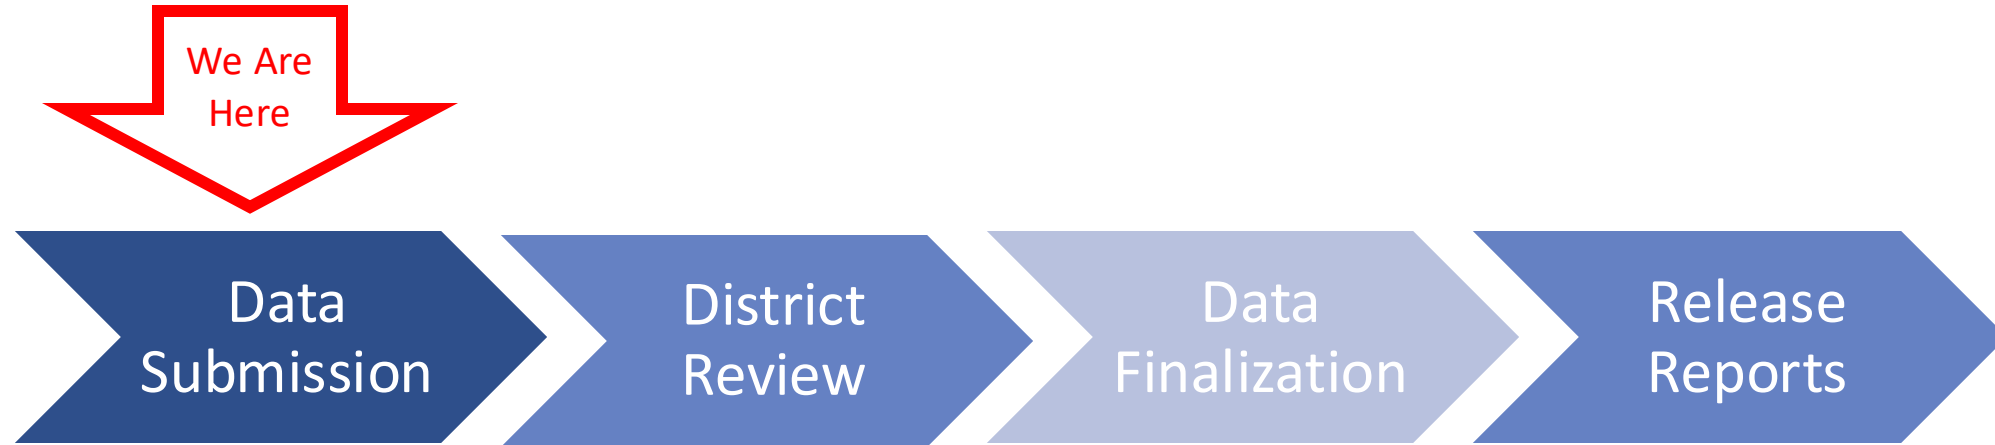 We Are
Here
Data
Submission
District
Review
Data
Finalization
Release
Reports